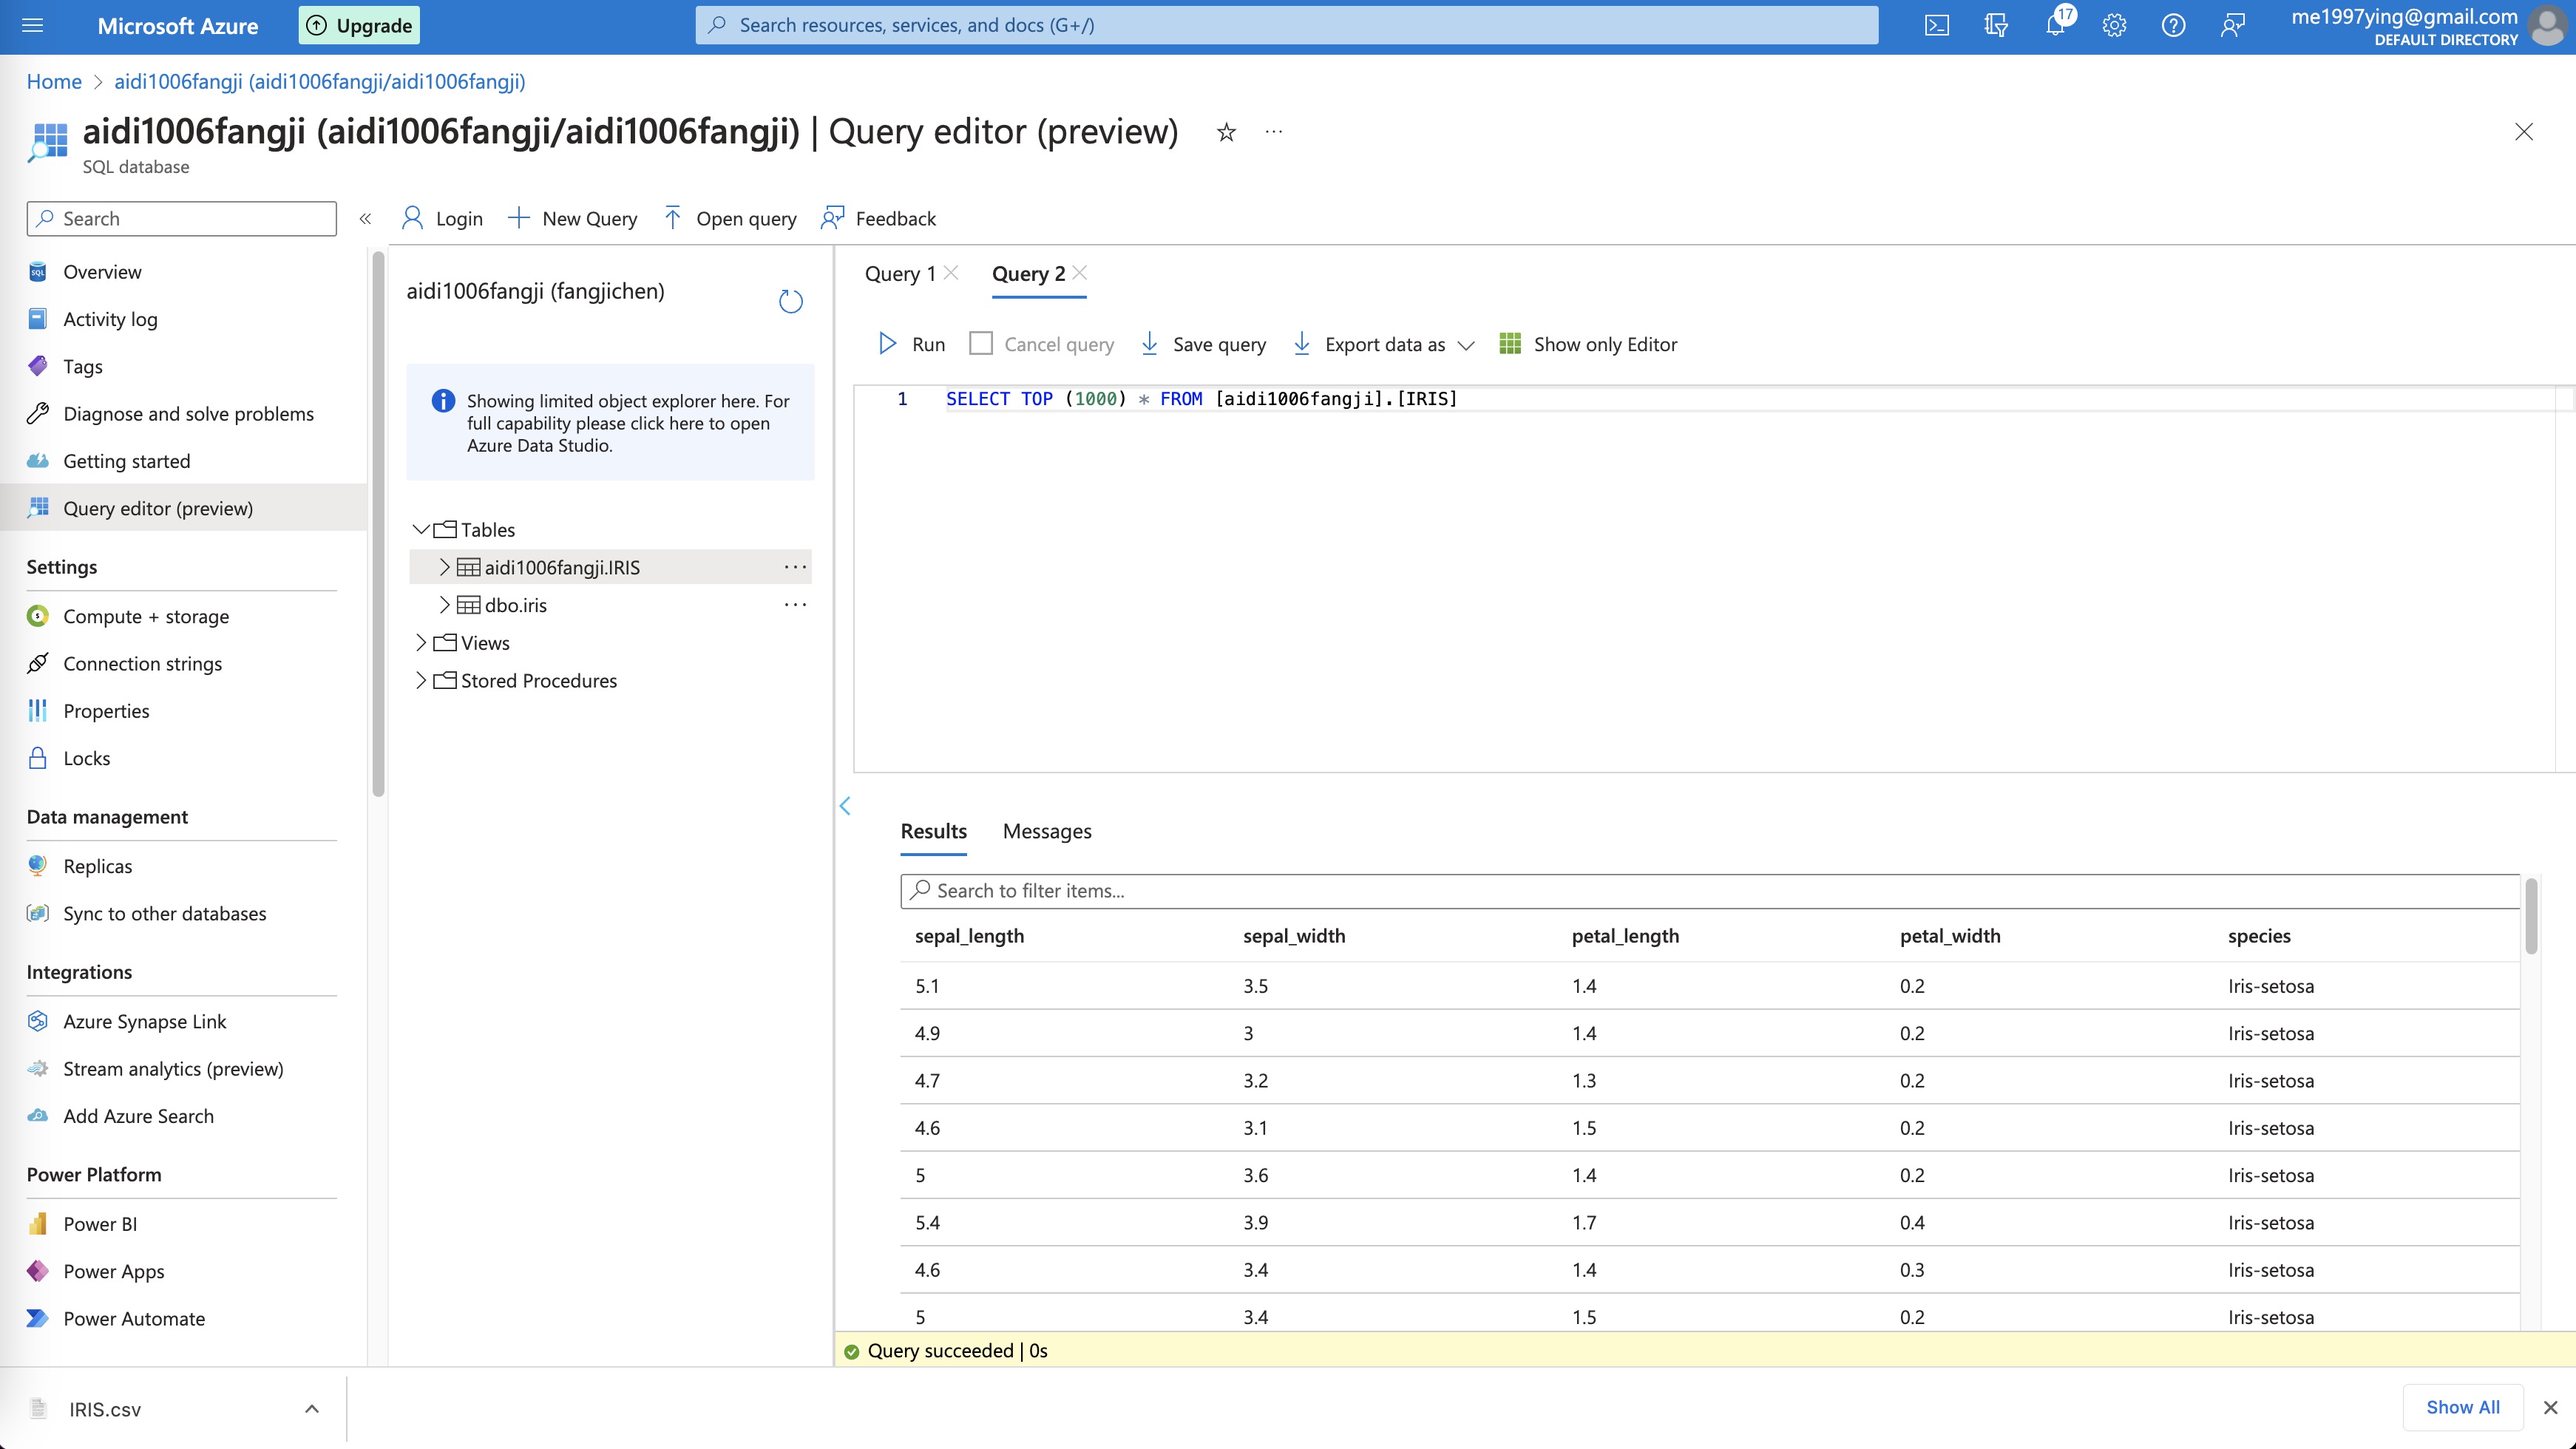 Microsoft Azure
Upgrade
Search resources, services, and docs (G+/)
17
me1997ying@gmail.com
DEFAULT DIRECTORY
Home > aidi1006fangji (aidi1006fangji/aidi1006fangji)
aidi1006fangji (aidi1006fangji/aidi1006fangji) | Query editor (preview)
SQL database
Search
Login
New Query
Open query
Feedback
Overview
Activity log
Tags
Diagnose and solve problems
Getting started
Query editor (preview)
Settings
Compute + storage
Connection strings
Properties
Locks
Data management
Replicas
Sync to other databases
Integrations
Azure Synapse Link
Stream analytics (preview)
Add Azure Search
Power Platform
Power BI
Power Apps
Power Automate
aidi1006fangji (fangjichen)
Showing limited object explorer here. For
full capability please click here to open
Azure Data Studio.
Tables
aidi1006fangji.IRIS
dbo.iris
Views
Stored Procedures
Query 1
Query 2
Run
Cancel query
Save query
Export data as
Show only Editor
1 SELECT TOP (1000) * FROM [aidi1006fangji].[IRIS]
Results
Messages
Search to filter items...
sepal_length sepal_width petal_length petal_width species
5.1 3.5 1.4 0.2 Iris-setosa
4.9 3 1.4 0.2 Iris-setosa
4.7 3.2 1.3 0.2 Iris-setosa
4.6 3.1 1.5 0.2 Iris-setosa
5 3.6 1.4 0.2 Iris-setosa
5.4 3.9 1.7 0.4 Iris-setosa
4.6 3.4 1.4 0.3 Iris-setosa
5 3.4 1.5 0.2 Iris-setosa
Query succeeded | 0s
IRIS.csv
Show All